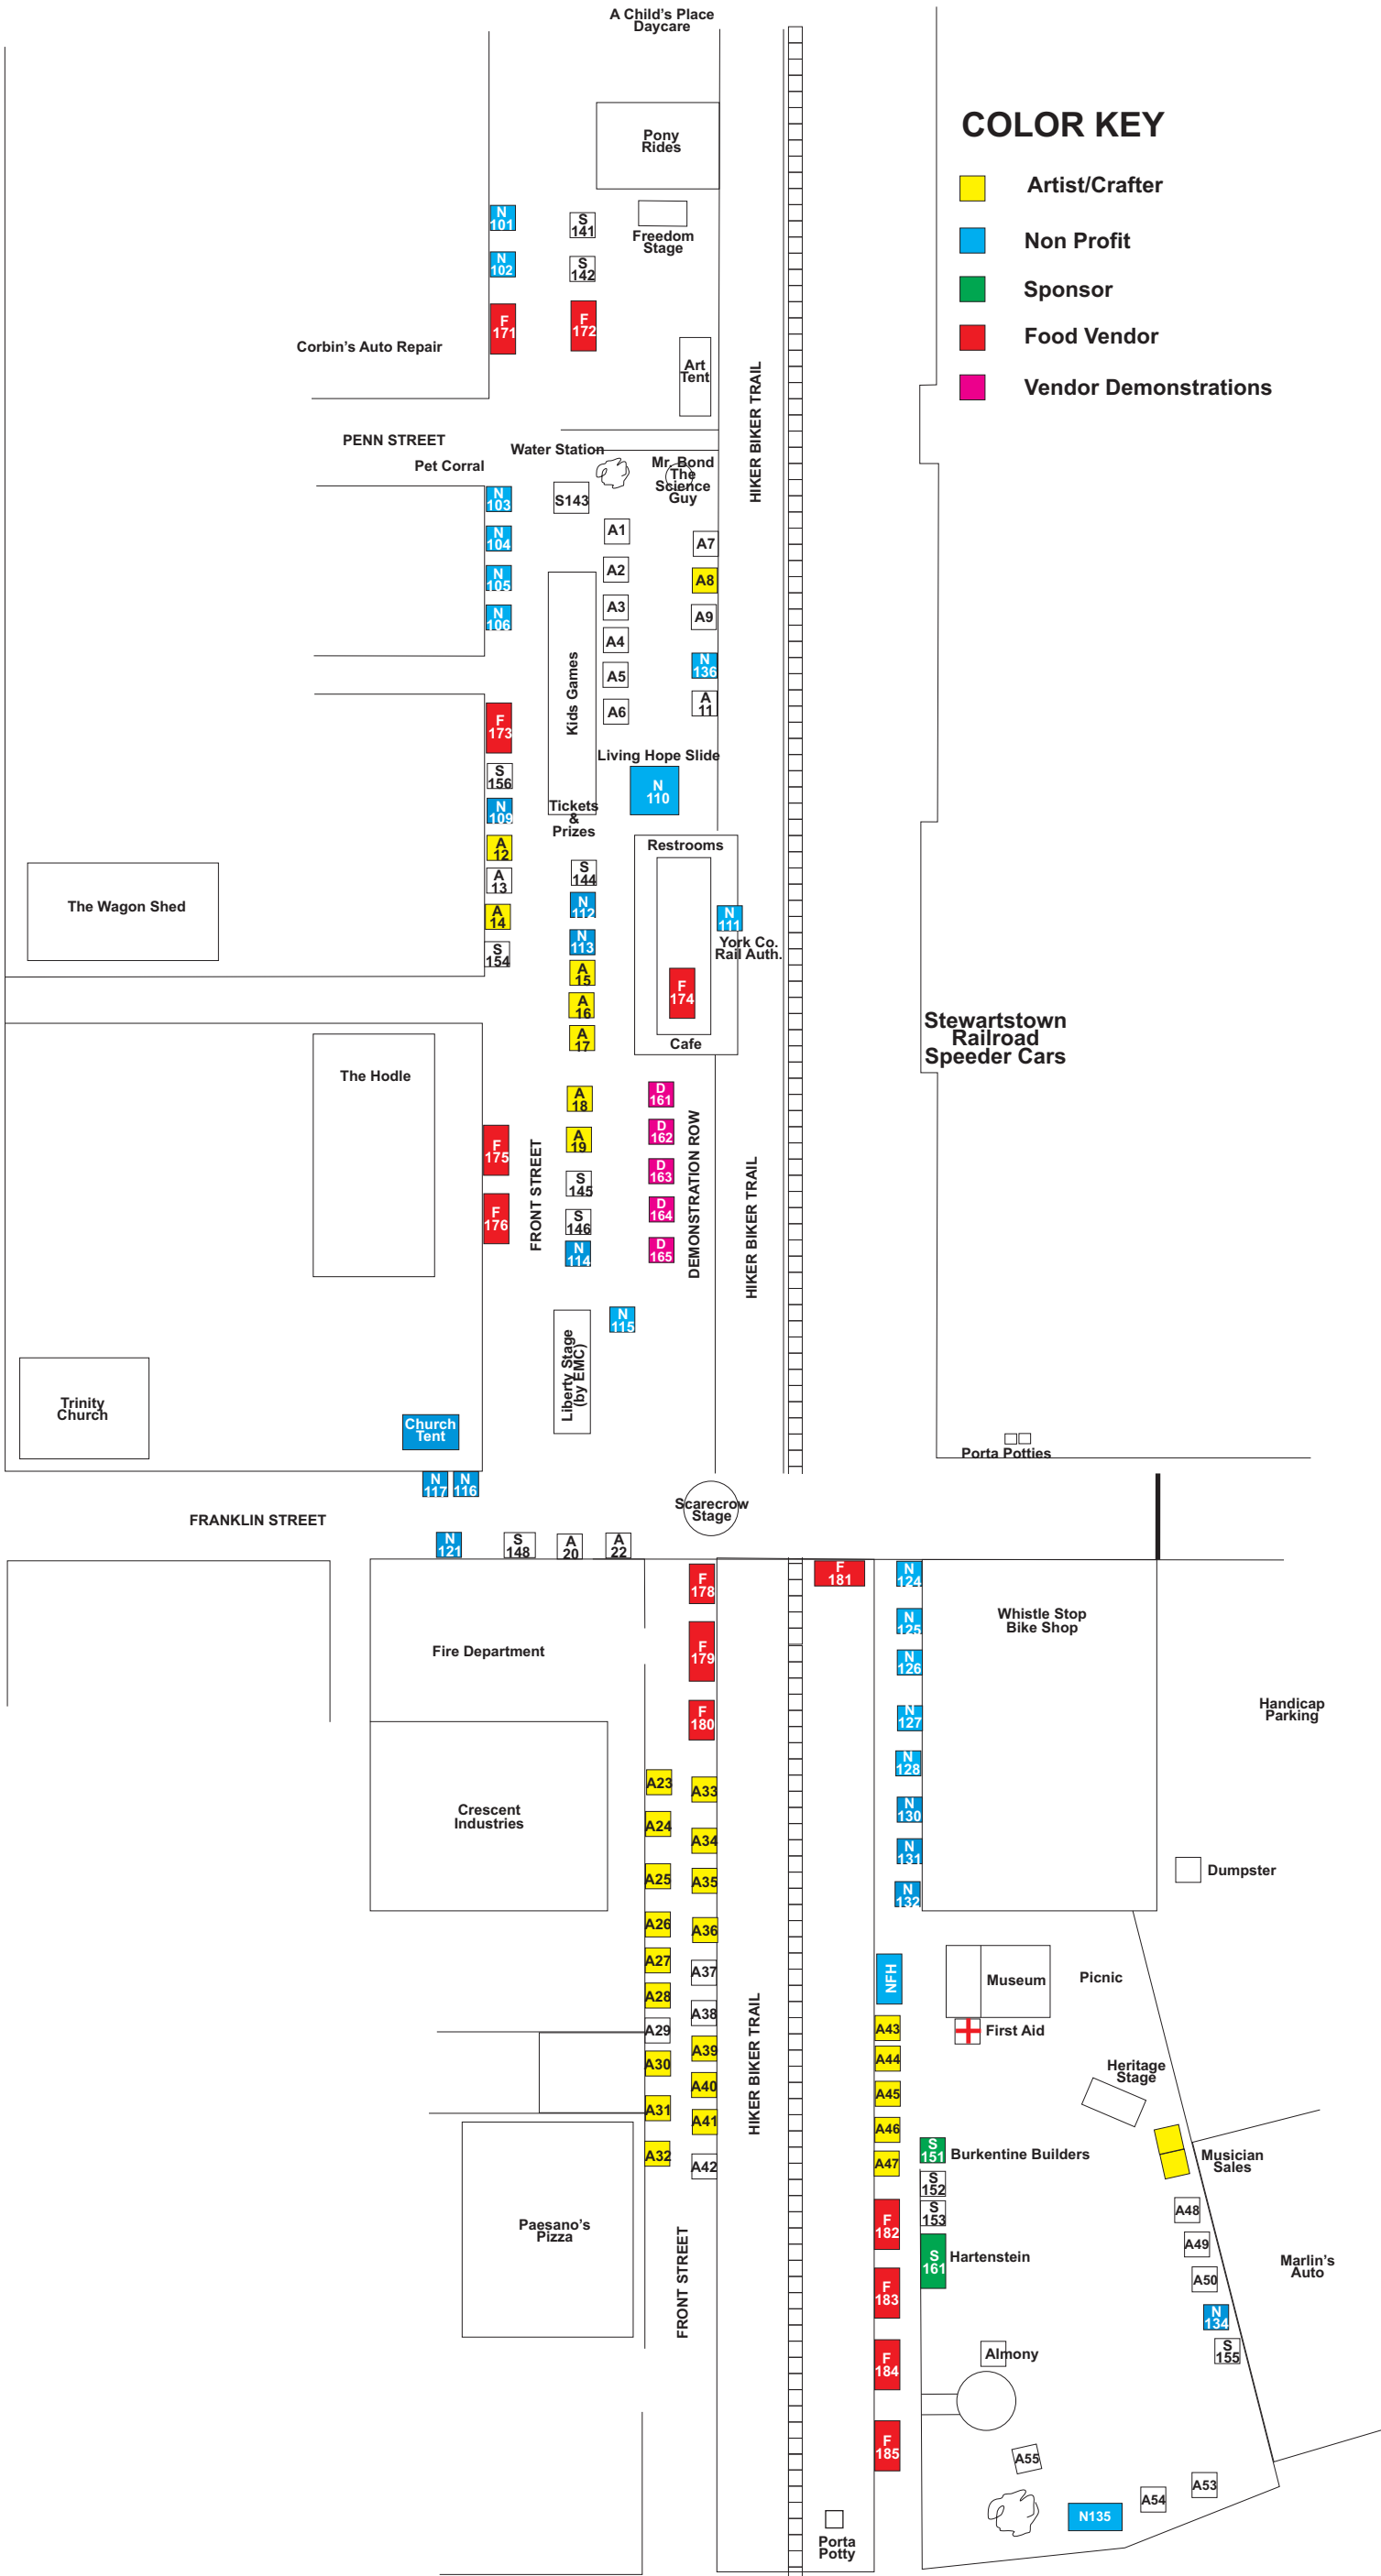 A Child's Place
Daycare
COLOR KEY
Artist/Crafter
Non Profit
Sponsor
Food Vendor
Vendor Demonstrations
Pony
Rides
N
101
S
141
Freedom
Stage
N
102
S
142
F
171
F
172
Corbin's Auto Repair
Art
Tent
HIKER BIKER TRAIL
PENN STREET
Water Station
Pet Corral
Mr. Bond
The
Science
Guy
N
103
S143
A1
A7
N
104
A2
A8
N
105
A3
A9
N
106
A4
N
136
A5
A
11
A6
Kids Games
F
173
Living Hope Slide
S
156
N
110
N
109
Tickets
&
Prizes
A
12
Restrooms
A
13
S
144
The Wagon Shed
A
14
N
112
N
111
S
154
N
113
York Co.
Rail Auth.
A
15
F
174
A
16
A
17
Cafe
Stewartstown
Railroad
Speeder Cars
The Hodle
A
18
D
161
F
175
A
19
D
162
FRONT STREET
S
145
D
163
DEMONSTRATION ROW
HIKER BIKER TRAIL
F
176
S
146
D
164
N
114
D
165
N
115
Liberty Stage
(by EMC)
Trinity
Church
Church
Tent
Porta Potties
N
117
N
116
Scarecrow
Stage
FRANKLIN STREET
N
121
S
148
A
20
A
22
F
178
F
181
N
124
Fire Department
F
179
N
125
Whistle Stop
Bike Shop
N
126
F
180
N
127
Handicap
Parking
N
128
A23
A33
Crescent
Industries
N
130
A24
A34
N
131
A25
A35
Dumpster
N
132
A26
A36
A27
A37
NFH
Museum
Picnic
A28
A38
A29
A43
First Aid
A39
A30
A44
Heritage
Stage
A40
A45
HIKER BIKER TRAIL
A31
A41
A46
A32
A42
A47
S
151
Burkentine Builders
Musician
Sales
S
152
A48
S
153
Paesano's
Pizza
F
182
A49
S
161
Hartenstein
FRONT STREET
F
183
A50
Marlin's
Auto
N
134
F
184
Almony
S
155
F
185
A55
A53
A54
N135
Porta
Potty